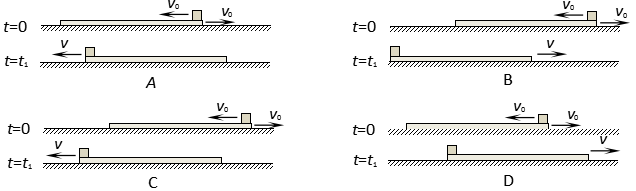 t=0 v₀ v₀
t=t₁ v
A
t=0 v₀ v₀
t=t₁ v
B
t=0 v₀ v₀
t=t₁ v
C
t=0 v₀ v₀
t=t₁ v
D